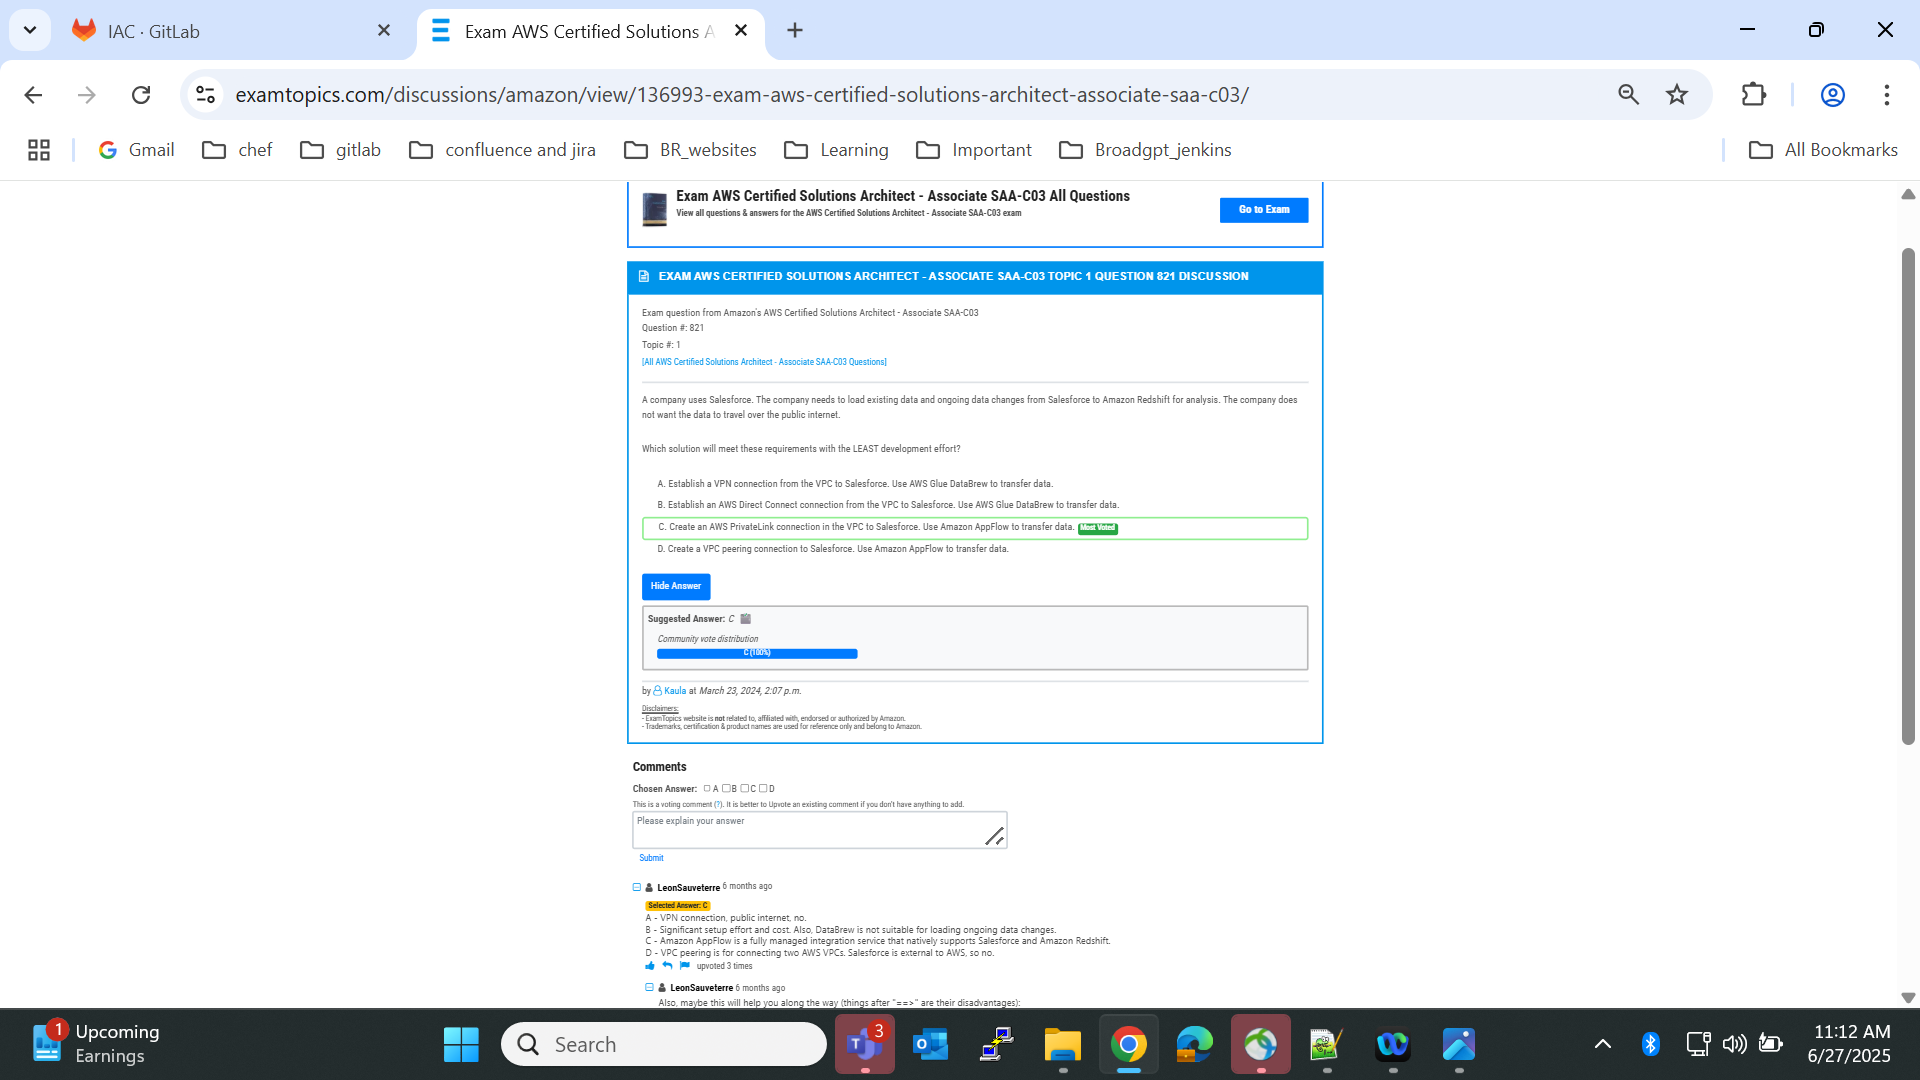 IAC · GitLab
Exam AWS Certified Solutions A
examtopics.com/discussions/amazon/view/136993-exam-aws-certified-solutions-architect-associate-saa-c03/
Gmail chef gitlab confluence and jira BR_websites Learning Important Broadgpt_jenkins All Bookmarks
Exam AWS Certified Solutions Architect - Associate SAA-C03 All Questions
View all questions & answers for the AWS Certified Solutions Architect - Associate SAA-C03 exam
Go to Exam
EXAM AWS CERTIFIED SOLUTIONS ARCHITECT - ASSOCIATE SAA-C03 TOPIC 1 QUESTION 821 DISCUSSION
Exam question from Amazon's AWS Certified Solutions Architect - Associate SAA-C03
Question #: 821
Topic #: 1
[All AWS Certified Solutions Architect - Associate SAA-C03 Questions]
A company uses Salesforce. The company needs to load existing data and ongoing data changes from Salesforce to Amazon Redshift for analysis. The company does
not want the data to travel over the public internet.
Which solution will meet these requirements with the LEAST development effort?
A. Establish a VPN connection from the VPC to Salesforce. Use AWS Glue DataBrew to transfer data.
B. Establish an AWS Direct Connect connection from the VPC to Salesforce. Use AWS Glue DataBrew to transfer data.
C. Create an AWS PrivateLink connection in the VPC to Salesforce. Use Amazon AppFlow to transfer data. Most Voted
D. Create a VPC peering connection to Salesforce. Use Amazon AppFlow to transfer data.
Hide Answer
Suggested Answer: C
Community vote distribution
C (100%)
by Kaula at March 23, 2024, 2:07 p.m.
Disclaimers:
- ExamTopics website is not related to, affiliated with, endorsed or authorized by Amazon.
- Trademarks, certification & product names are used for reference only and belong to Amazon.
Comments
Chosen Answer: A B C D
This is a voting comment (?). It is better to Upvote an existing comment if you don't have anything to add.
Please explain your answer
Submit
LeonSauveterre 6 months ago
Selected Answer: C
A - VPN connection, public internet, no.
B - Significant setup effort and cost. Also, DataBrew is not suitable for loading ongoing data changes.
C - Amazon AppFlow is a fully managed integration service that natively supports Salesforce and Amazon Redshift.
D - VPC peering is for connecting two AWS VPCs. Salesforce is external to AWS, so no.
upvoted 3 times
LeonSauveterre 6 months ago
Also, maybe this will help you along the way (things after "==>" are their disadvantages):
1 Upcoming
Earnings
Search
3
11:12 AM
6/27/2025